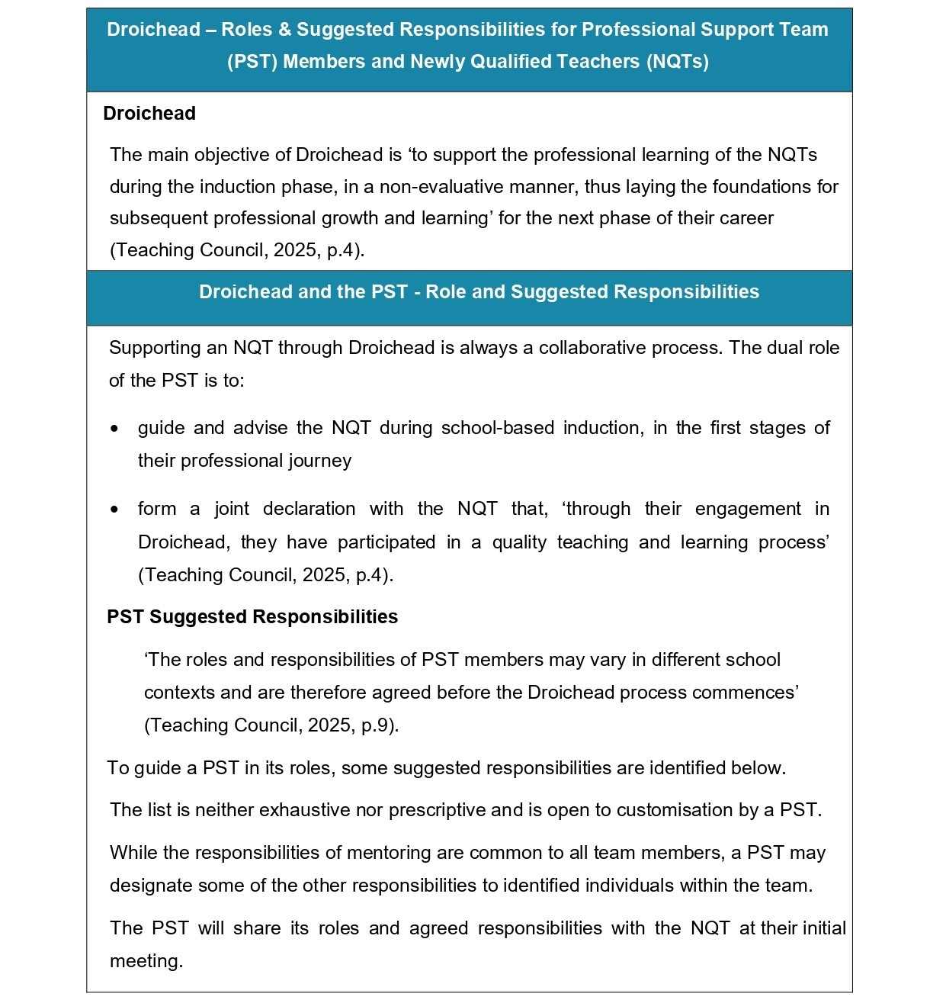 Droichead – Roles & Suggested Responsibilities for Professional Support Team
(PST) Members and Newly Qualified Teachers (NQTs)
Droichead
The main objective of Droichead is ‘to support the professional learning of the NQTs
during the induction phase, in a non-evaluative manner, thus laying the foundations for
subsequent professional growth and learning’ for the next phase of their career
(Teaching Council, 2025, p.4).
Droichead and the PST - Role and Suggested Responsibilities
Supporting an NQT through Droichead is always a collaborative process. The dual role
of the PST is to:
• guide and advise the NQT during school-based induction, in the first stages of
their professional journey
• form a joint declaration with the NQT that, ‘through their engagement in
Droichead, they have participated in a quality teaching and learning process’
(Teaching Council, 2025, p.4).
PST Suggested Responsibilities
‘The roles and responsibilities of PST members may vary in different school
contexts and are therefore agreed before the Droichead process commences’
(Teaching Council, 2025, p.9).
To guide a PST in its roles, some suggested responsibilities are identified below.
The list is neither exhaustive nor prescriptive and is open to customisation by a PST.
While the responsibilities of mentoring are common to all team members, a PST may
designate some of the other responsibilities to identified individuals within the team.
The PST will share its roles and agreed responsibilities with the NQT at their initial
meeting.